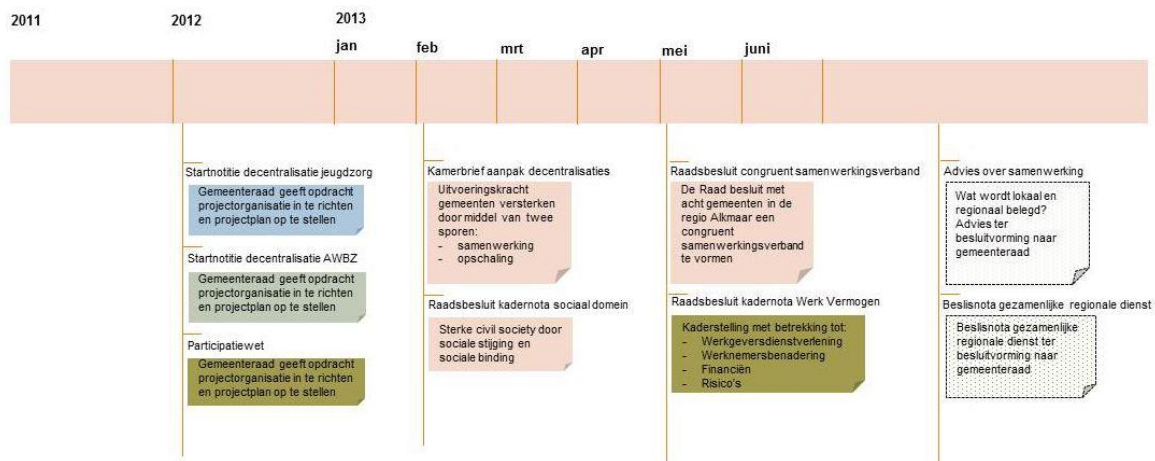 2011
2012
2013
jan
feb
mrt
apr
mei
juni
Startnotitie decentralisatie jeugdzorg
Gemeenteraad geeft opdracht
projectorganisatie in te richten
en projectplan op te stellen
Startnotitie decentralisatie AWBZ
Gemeenteraad geeft opdracht
projectorganisatie in te richten
en projectplan op te stellen
Participatiewet
Gemeenteraad geeft opdracht
projectorganisatie in te richten
en projectplan op te stellen
Kamerbrief aanpak decentralisaties
Uitvoeringskracht
gemeenten versterken
door middel van twee
sporen:
- samenwerking
- opschaling
Raadsbesluit kadernota sociaal domein
Sterke civil society door
sociale stijging en
sociale binding
Raadsbesluit congruent samenwerkingsverband
De Raad besluit met
acht gemeenten in de
regio Alkmaar een
congruent
samenwerkingsverband
te vormen
Raadsbesluit kadernota Werk Vermogen
Kaderstelling met betrekking tot:
- Werkgeversdienstverlening
- Werknemersbenadering
- Financiën
- Risico's
Advies over samenwerking
Wat wordt lokaal en
regionaal belegd?
Advies ter
besluitvorming naar
gemeenteraad
Beslisnota gezamenlijke regionale dienst
Beslisnota gezamenlijke
regionale dienst ter
besluitvorming naar
gemeenteraad